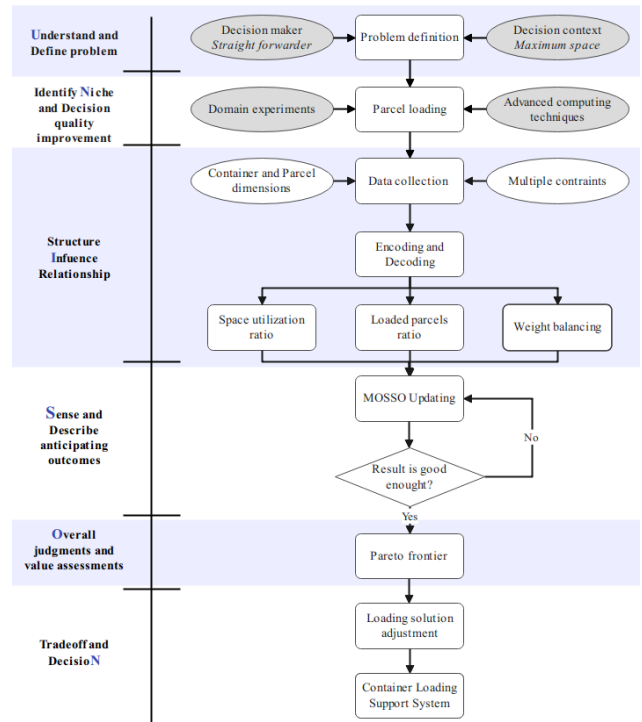 Understand and
Define problem
Decision maker
Straight forwarder
Problem definition
Decision context
Maximum space
Identify Niche
and Decision
quality
improvement
Domain experiments
Parcel loading
Advanced computing
techniques
Structure
Infuence
Relationship
Container and Parcel
dimensions
Data collection
Multiple contraints
Encoding and
Decoding
Space utilization
ratio
Loaded parcels
ratio
Weight balancing
Sense and
Describe
anticipating
outcomes
MOSSO Updating
No
Result is good
enought?
Yes
Overall
judgments and
value assessments
Pareto frontier
Tradeoff and
DecisioN
Loading solution
adjustment
Container Loading
Support System